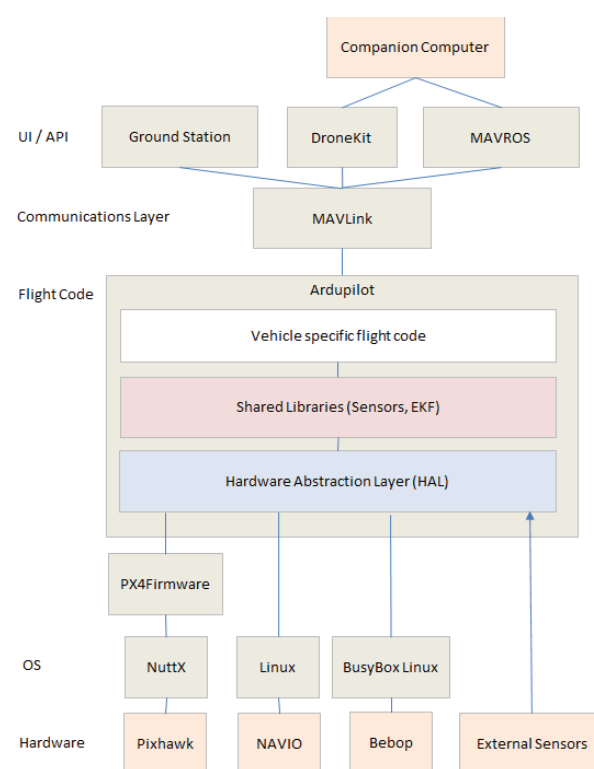 Companion Computer
UI / API
Ground Station
DroneKit
MAVROS
Communications Layer
MAVLink
Flight Code
Ardupilot
Vehicle specific flight code
Shared Libraries (Sensors, EKF)
Hardware Abstraction Layer (HAL)
PX4Firmware
OS
NuttX
Linux
BusyBox Linux
Hardware
Pixhawk
NAVIO
Bebop
External Sensors